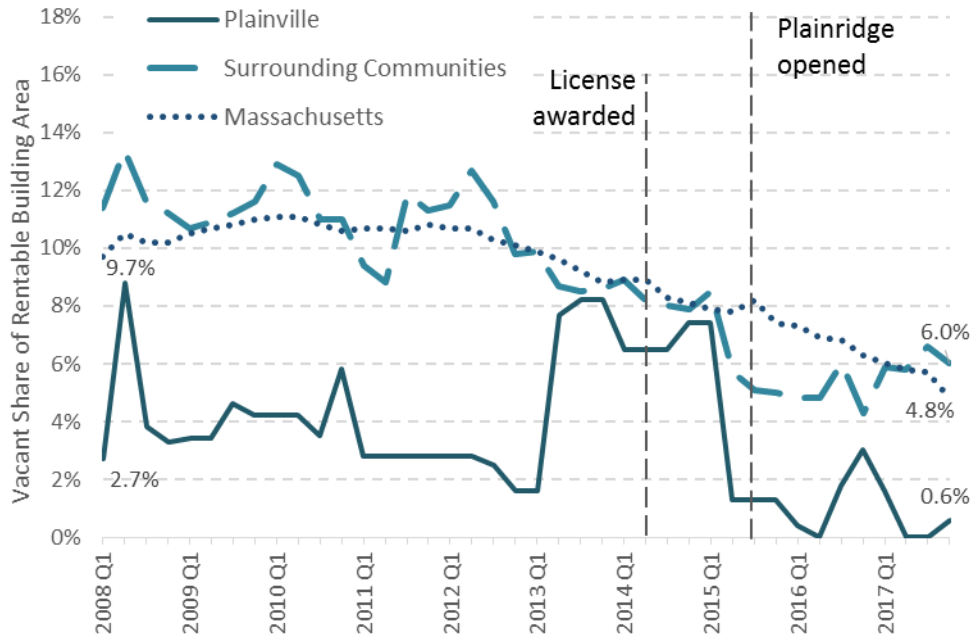 18%
16%
14%
12%
10%
8%
6%
4%
2%
0%
Vacant Share of Rentable Building Area
Plainville
Surrounding Communities
Massachusetts
License
awarded
Plainridge
opened
9.7%
2.7%
6.0%
4.8%
0.6%
2008 Q1
2009 Q1
2010 Q1
2011 Q1
2012 Q1
2013 Q1
2014 Q1
2015 Q1
2016 Q1
2017 Q1